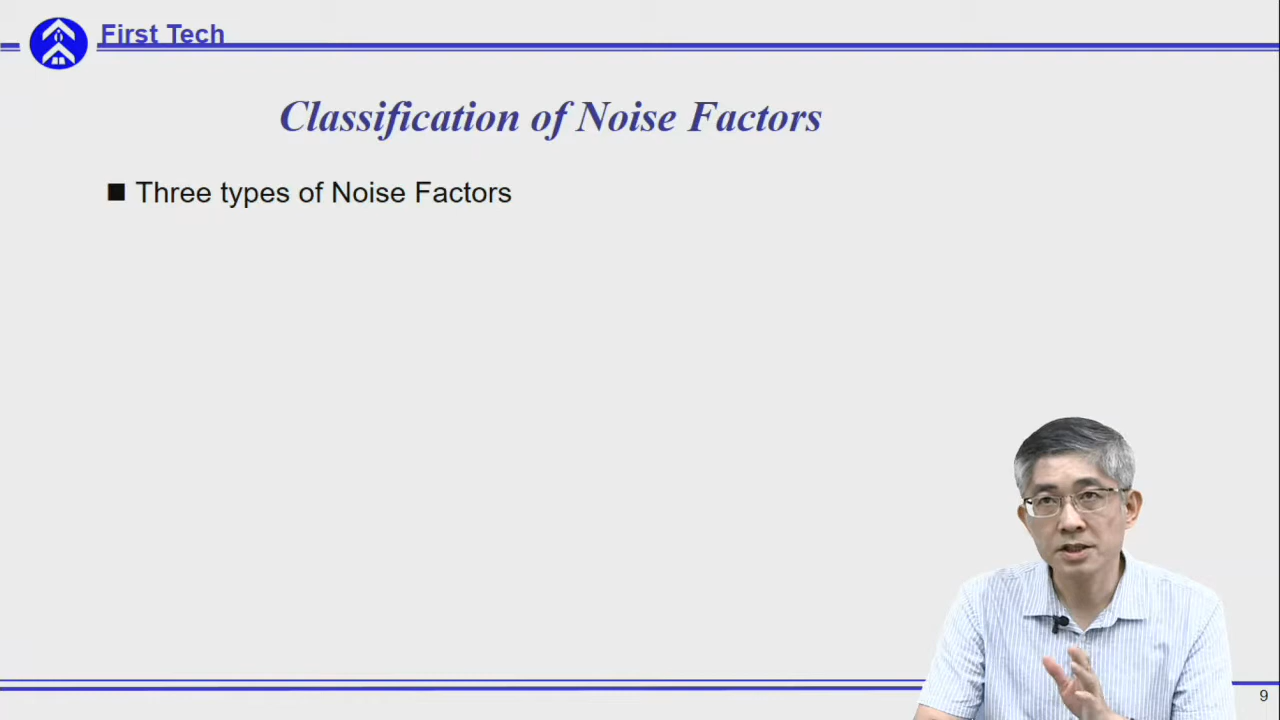 First Tech
Classification of Noise Factors
Three types of Noise Factors
9